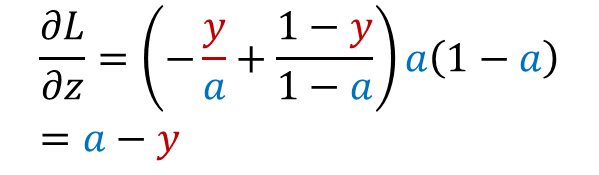 ∂L/∂z = (−y/a + (1 − y)/(1 − a)) a(1 − a)
= a − y